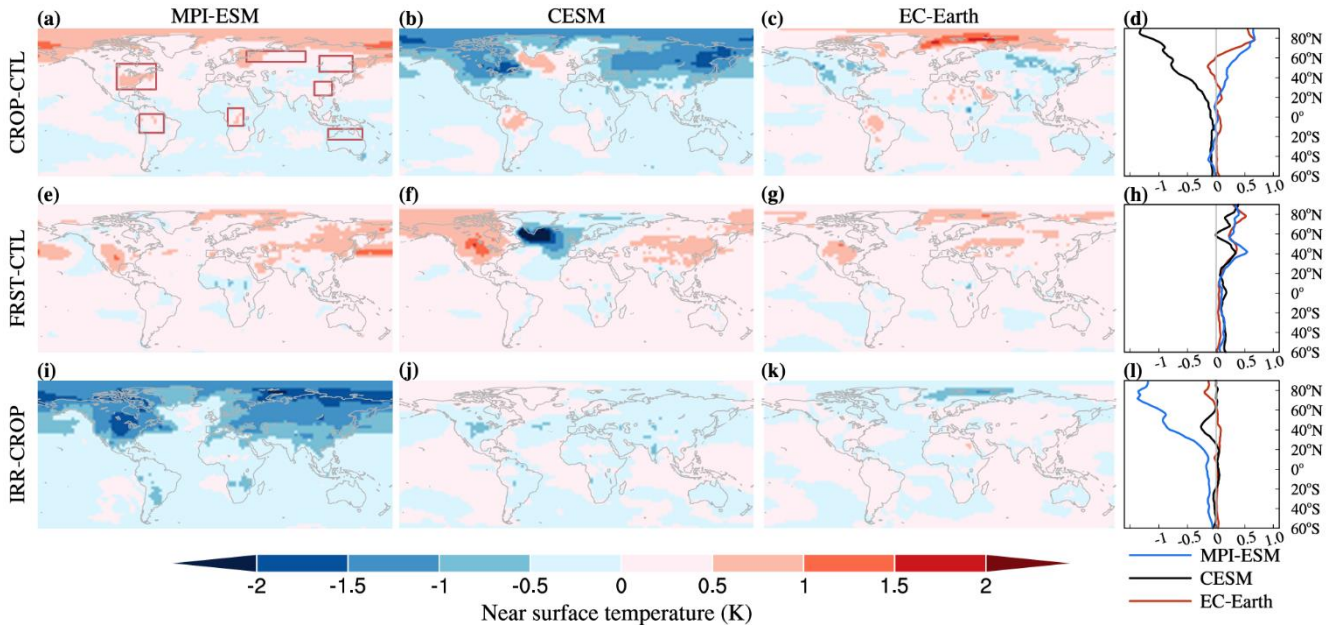 MPI-ESM CESM EC-Earth
(a) (b) (c) (d)
CROP-CTL
80°N
60°N
40°N
20°N
0°
20°S
40°S
60°S
-1 -0.5 0 0.5 1.0
(e) (f) (g) (h)
FRST-CTL
80°N
60°N
40°N
20°N
0°
20°S
40°S
60°S
-1 -0.5 0 0.5 1.0
(i) (j) (k) (l)
IRR-CROP
80°N
60°N
40°N
20°N
0°
20°S
40°S
60°S
-1 -0.5 0 0.5 1.0
-2 -1.5 -1 -0.5 0 0.5 1 1.5 2
Near surface temperature (K)
MPI-ESM
CESM
EC-Earth